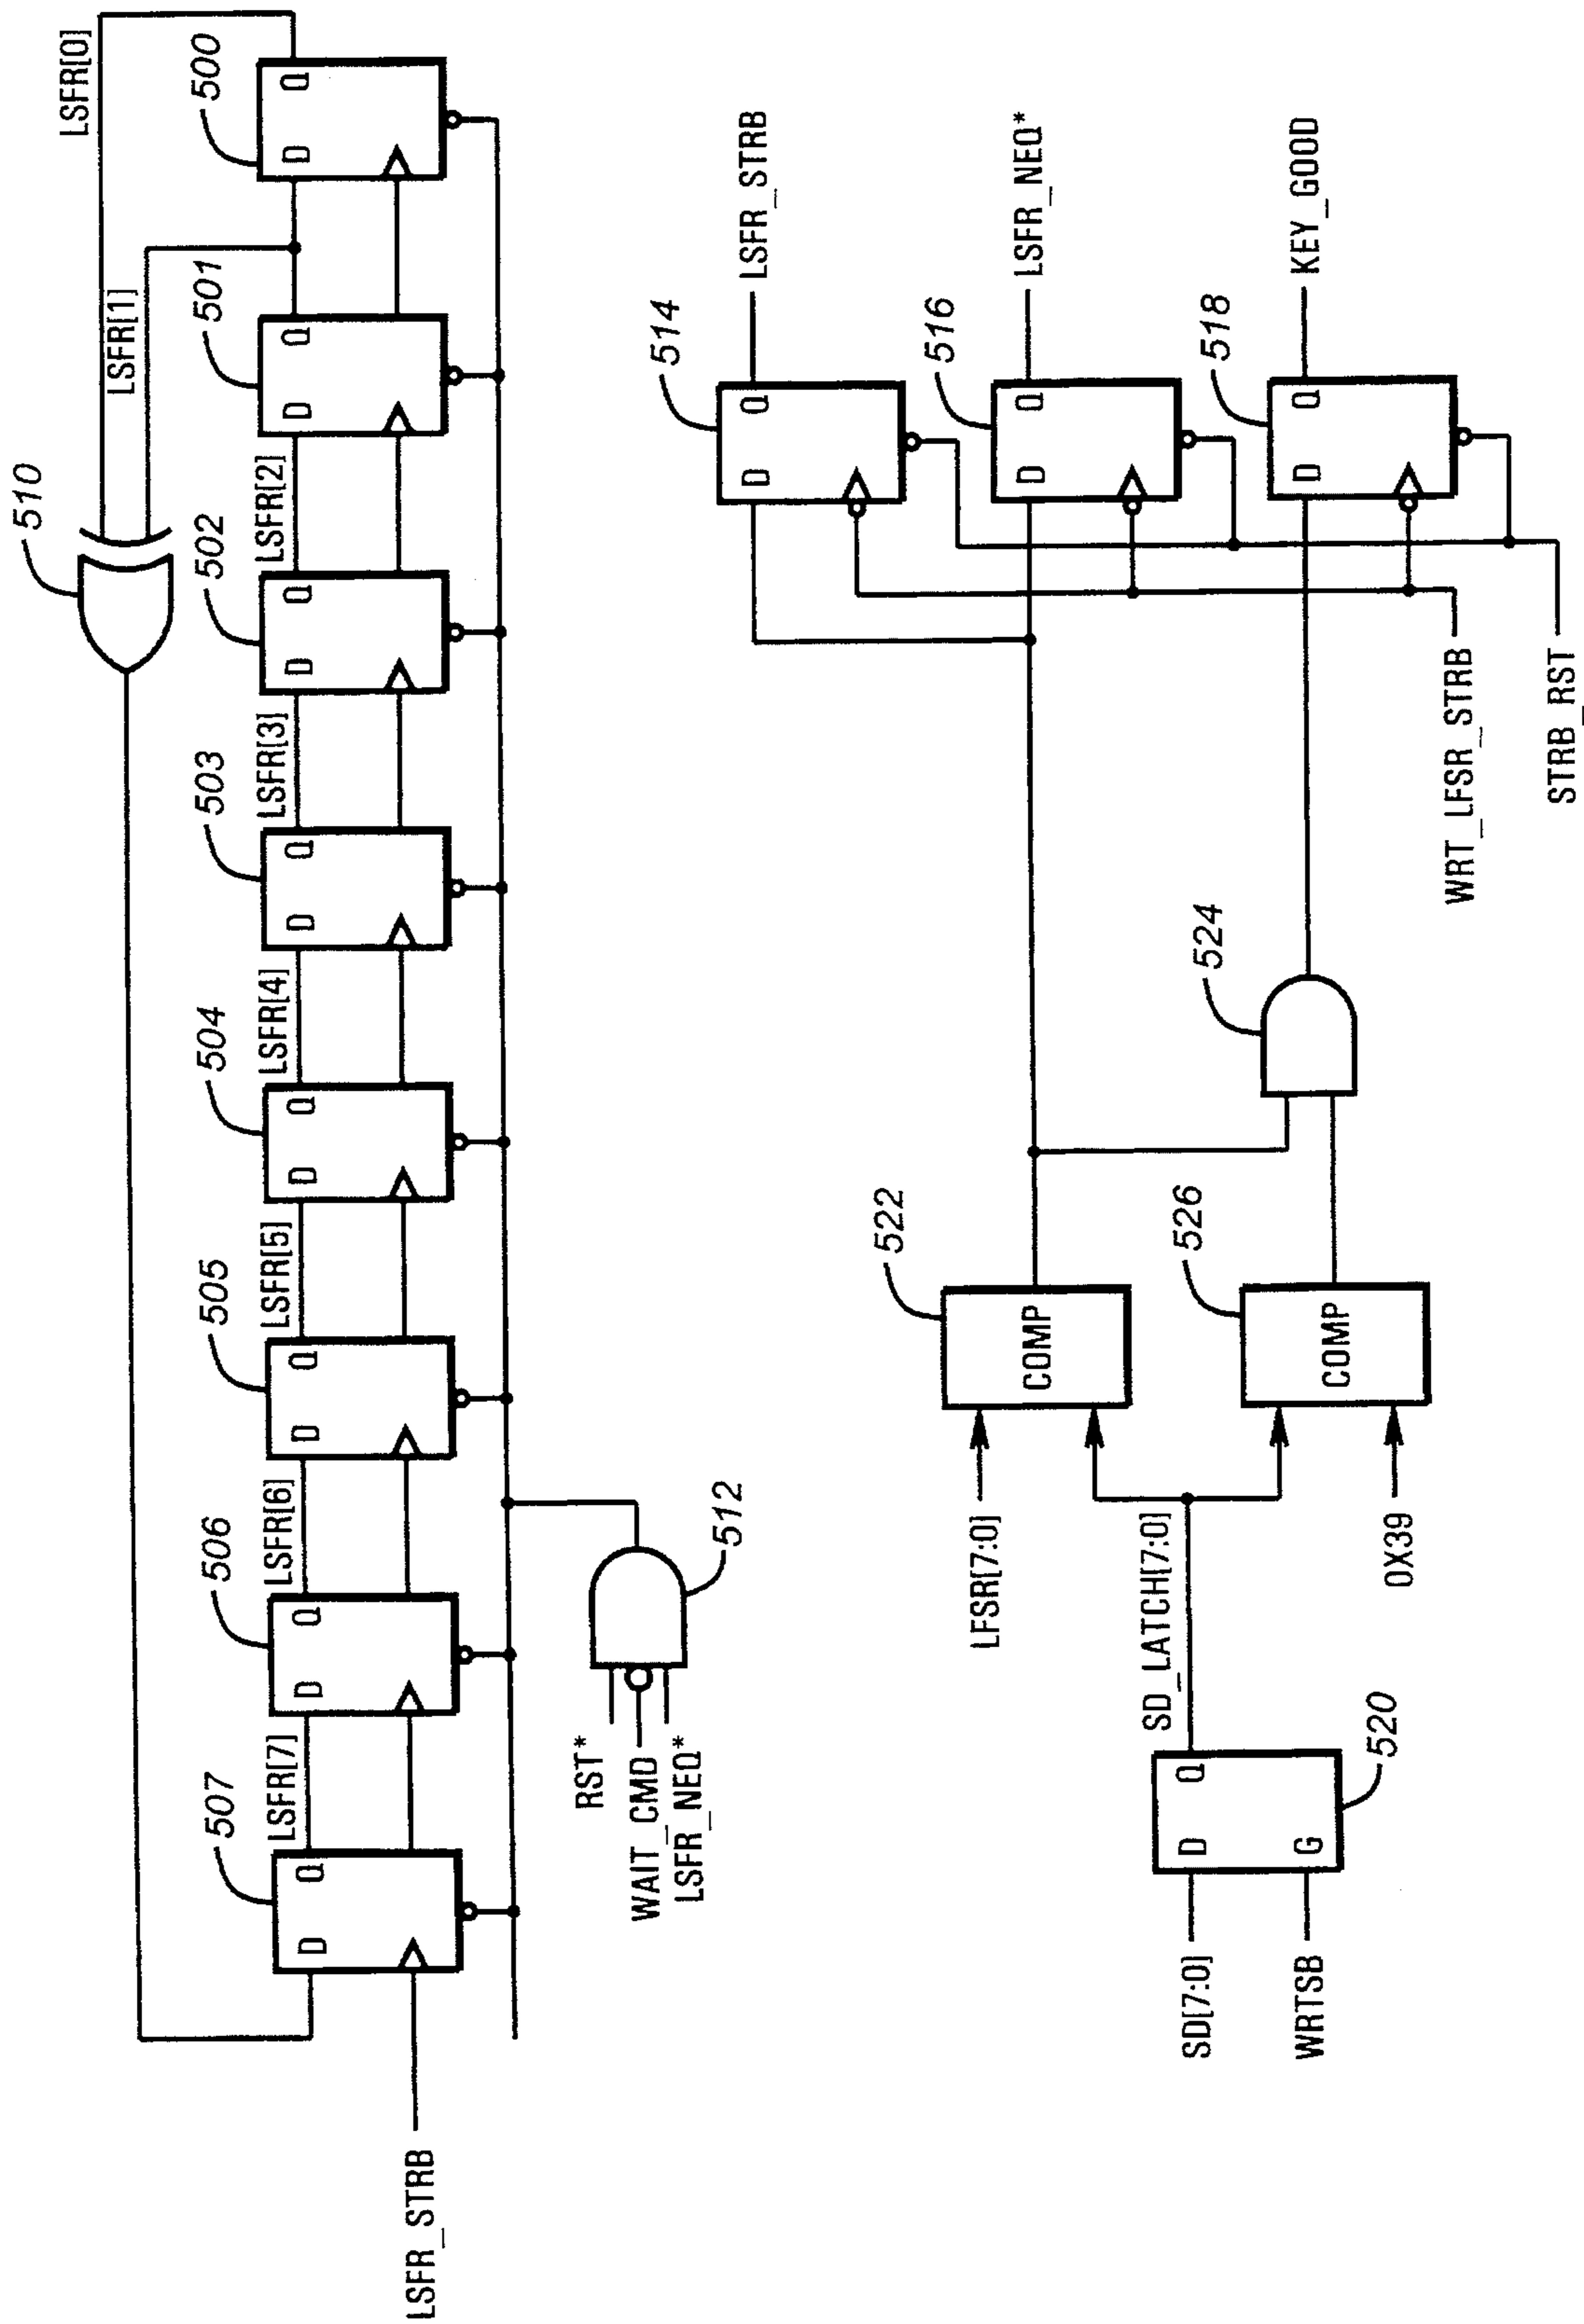 LSFR[0]
LSFR[1]
510
500
501
502
503
504
505
506
507
LSFR[2]
LSFR[3]
LSFR[4]
LSFR[5]
LSFR[6]
LSFR[7]
D Q
D Q
D Q
D Q
D Q
D Q
D Q
D Q
LSFR_STRB
RST*
WAIT_CMD
LSFR_NEQ*
512
514
D Q
LSFR_STRB
516
D Q
LSFR_NEQ*
518
D Q
KEY_GOOD
WRT_LFSR_STRB
STRB_RST
524
522
COMP
526
COMP
LFSR[7:0]
SD_LATCH[7:0]
0X39
SD[7:0]
WRTSB
D Q
G
520